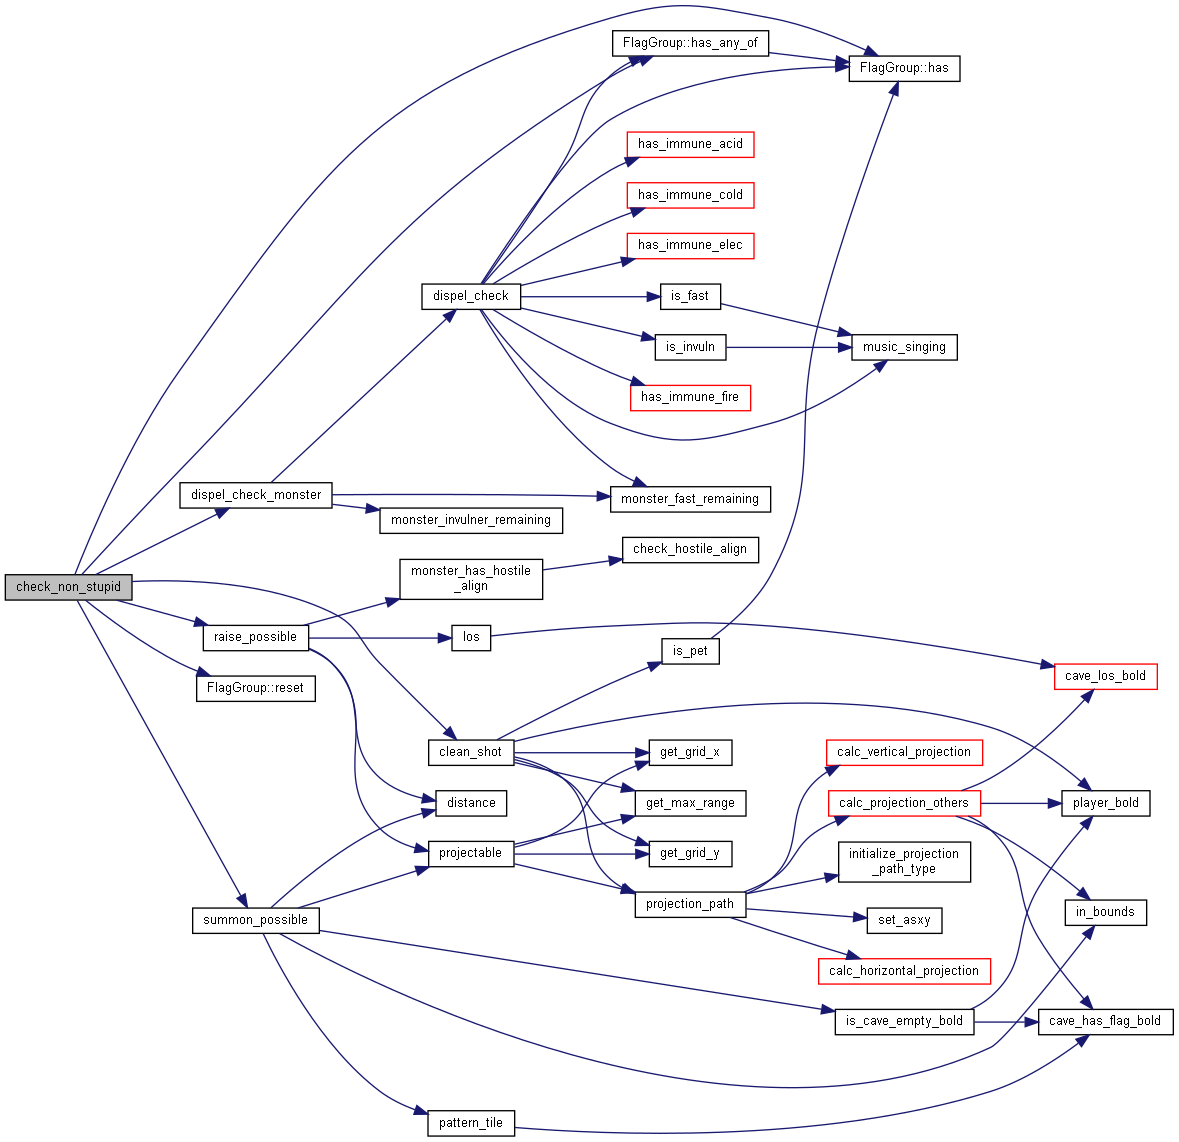 FlagGroup::has_any_of
FlagGroup::has
has_immune_acid
has_immune_cold
has_immune_elec
dispel_check
is_fast
is_invuln
music_singing
has_immune_fire
dispel_check_monster
monster_fast_remaining
monster_invulner_remaining
check_hostile_align
monster_has_hostile
_align
check_non_stupid
raise_possible
los
is_pet
cave_los_bold
FlagGroup::reset
clean_shot
get_grid_x
calc_vertical_projection
distance
get_max_range
calc_projection_others
player_bold
projectable
get_grid_y
initialize_projection
_path_type
projection_path
set_asxy
in_bounds
summon_possible
calc_horizontal_projection
is_cave_empty_bold
cave_has_flag_bold
pattern_tile